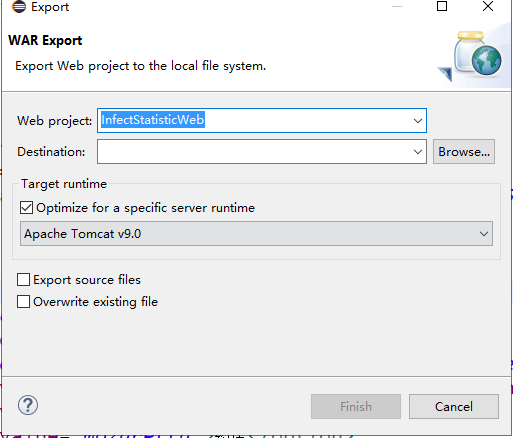 Export
WAR Export
Export Web project to the local file system.
Web project: InfectStatisticWeb
Destination: Browse...
Target runtime
Optimize for a specific server runtime
Apache Tomcat v9.0
Export source files
Overwrite existing file
Finish Cancel